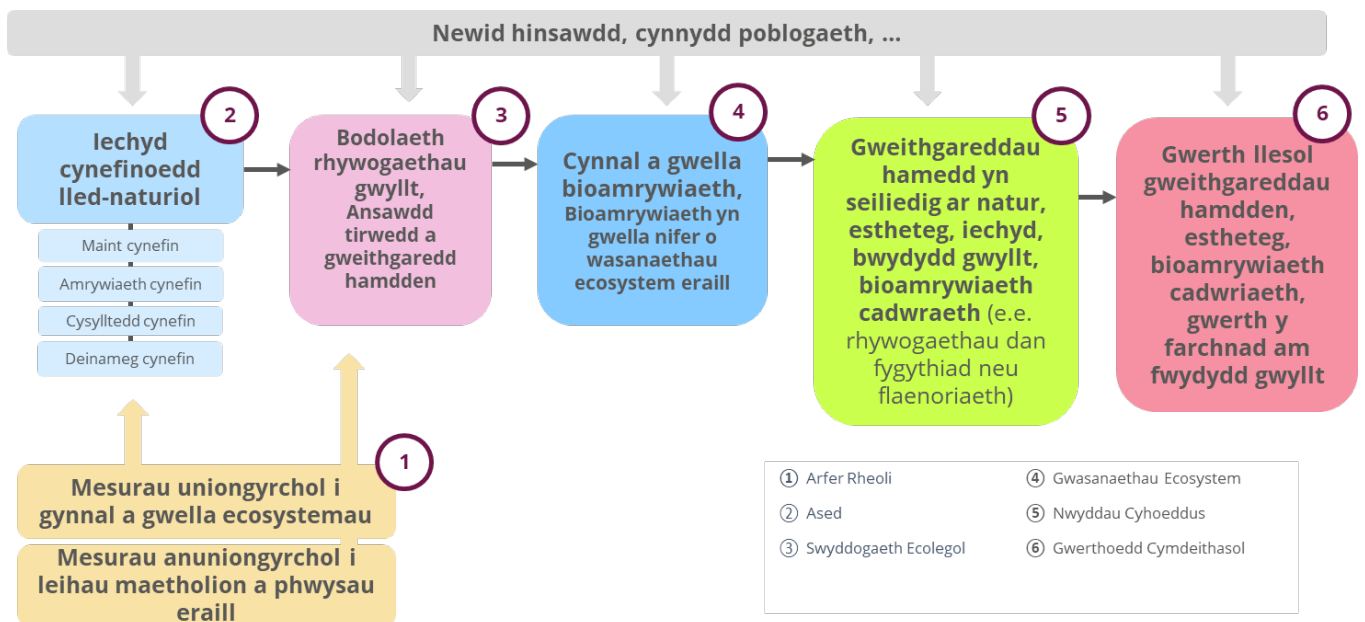 Newid hinsawdd, cynnydd poblogaeth, ...
2
Iechyd
cynefinoedd
lled-naturiol
Maint cynefin
Amrywiaeth cynefin
Cysylltedd cynefin
Deinameg cynefin
3
Bodolaeth
rhywogaethau
gwyllt,
Ansawdd
tirwedd a
gweithgaredd
hamdden
4
Cynnal a gwella
bioamrywiaeth,
Bioamrywiaeth yn
gwella nifer o
wasanaethau
ecosystem eraill
5
Gweithgareddau
hamedd yn
seiliedig ar natur,
estheteg, iechyd,
bwydydd gwyllt,
bioamrywiaeth
cadwraeth (e.e.
rhywogaethau dan
fygythiad neu
flaenoriaeth)
6
Gwerth llesol
gweithgareddau
hamdden,
estheteg,
bioamrywiaeth
cadwriaeth,
gwerth y
farchnad am
fwydydd gwyllt
1
Mesurau uniongyrchol i
gynnal a gwella ecosystemau
Mesurau anuniongyrchol i
leihau maetholion a phwysau
eraill
① Arfer Rheoli
② Ased
③ Swyddogaeth Ecolegol
④ Gwasanaethau Ecosystem
⑤ Nwyddau Cyhoeddus
⑥ Gwerthoedd Cymdeithasol